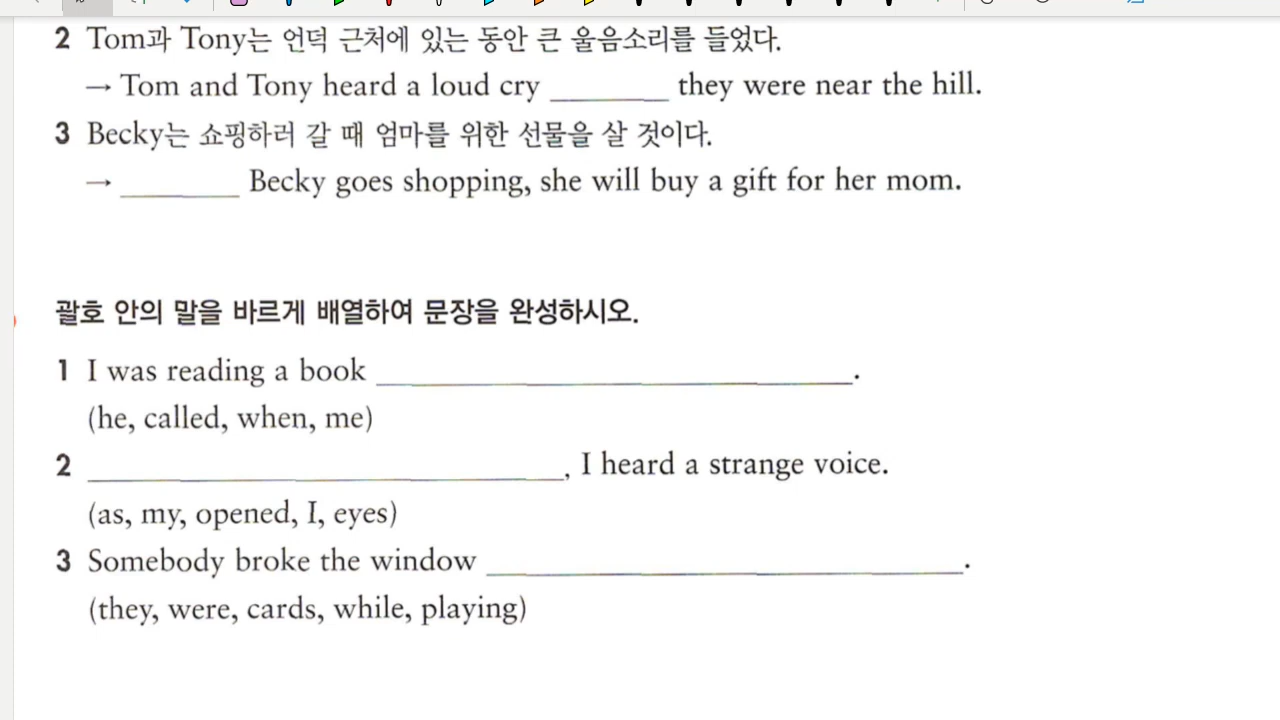 2 Tom과 Tony는 언덕 근처에 있는 동안 큰 울음소리를 들었다.
→ Tom and Tony heard a loud cry ________ they were near the hill.
3 Becky는 쇼핑하러 갈 때 엄마를 위한 선물을 살 것이다.
→ ________ Becky goes shopping, she will buy a gift for her mom.
괄호 안의 말을 바르게 배열하여 문장을 완성하시오.
1 I was reading a book ________________________________.
(he, called, when, me)
2 ________________________________, I heard a strange voice.
(as, my, opened, I, eyes)
3 Somebody broke the window ________________________________.
(they, were, cards, while, playing)